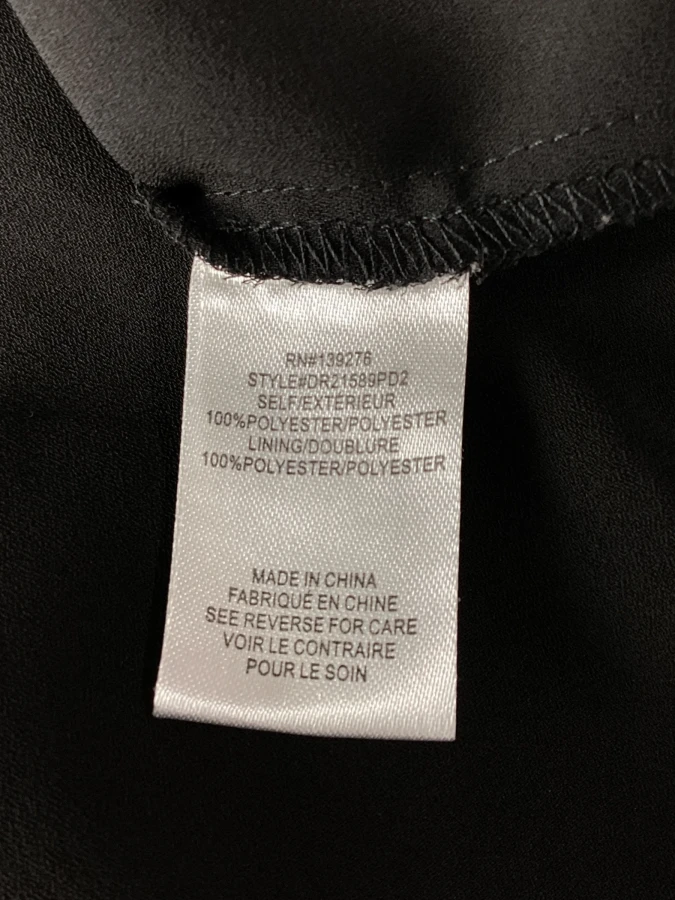 RN#139276
STYLE#DR21589PD2
SELF/EXTERIEUR
100%POLYESTER/POLYESTER
LINING/DOUBLURE
100%POLYESTER/POLYESTER
MADE IN CHINA
FABRIQUÉ EN CHINE
SEE REVERSE FOR CARE
VOIR LE CONTRAIRE
POUR LE SOIN